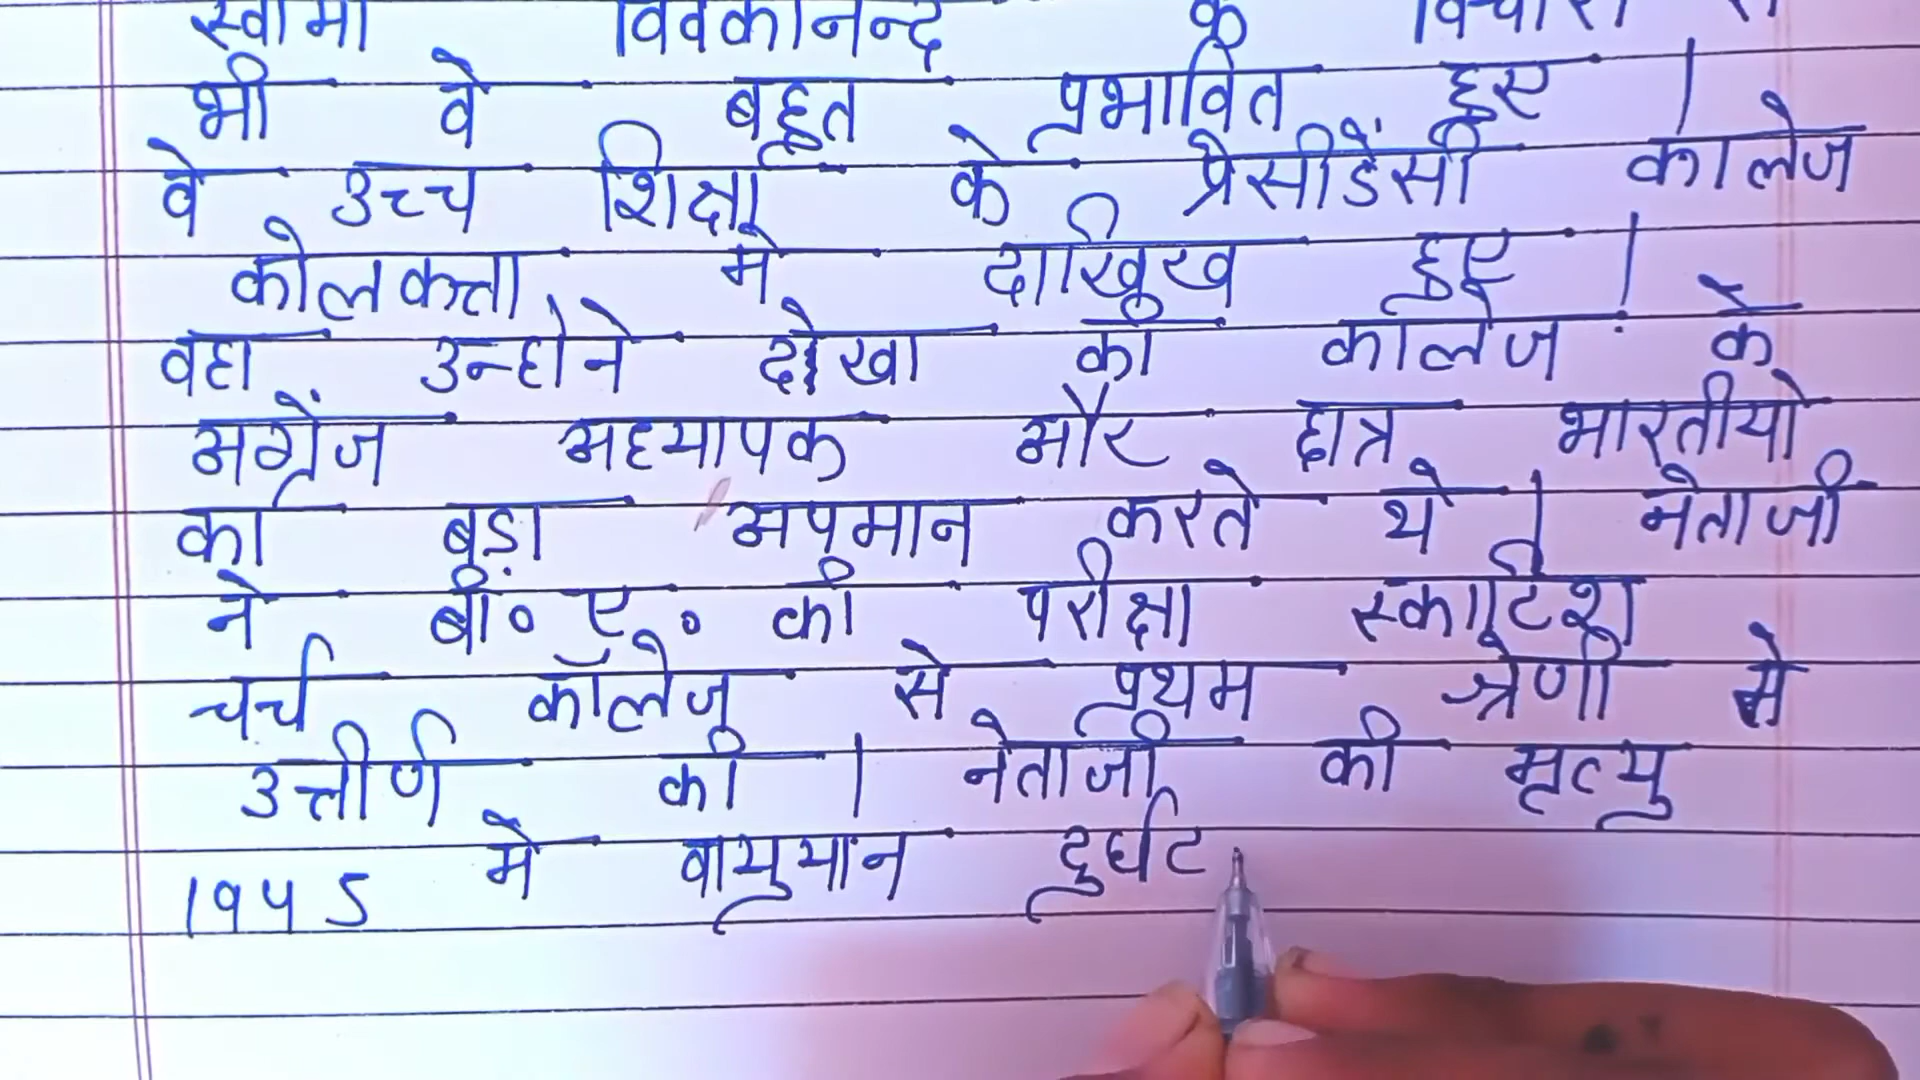 स्वामी विवेकानन्द के विचारों से
भी वे बहुत प्रभावित हुए ।
वे उच्च शिक्षा के प्रेसीडेंसी कालेज
कोलकत्ता में दाखिख हुए ।
वहा उन्होने देखा की कालेज के
अग्रेंज अध्यापक और छात्र भारतीयो
का बड़ा अपमान करते थे । नेताजी
ने बी० ए० की परीक्षा स्काटिश
चर्च कॉलेज से प्रथम श्रेणी मे
उत्तीर्ण की । नेताजी की मृत्यु
1945 मे वायुयान दुर्घट